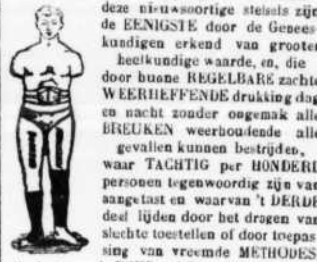 deze nieuwsoortige stelsels zijn
de EENIGSTE door de Genees-
kundigen erkend van grooten
heelkundige waarde, en, die
door hunne REGELBARE zachte
WEERHEFFENDE drukking dag
en nacht zonder ongemak alle
BREUKEN weerhoudende alle
gevallen kunnen bestrijden,
waar TACHTIG per HONDERD
personen tegenwoordig zijn van
aangetast en waarvan 't DERDE
deel lijden door het dragen van
slechte toestellen of door toepas-
sing van vreemde METHODES